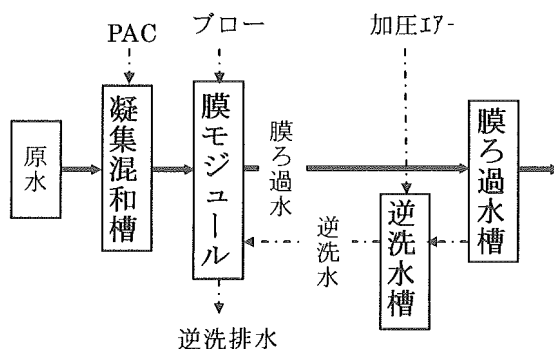 PAC
ブロー
加圧ｴｱｰ
原水
凝集混和槽
膜モジュール
膜ろ過水
逆洗水
逆洗水槽
膜ろ過水槽
逆洗排水